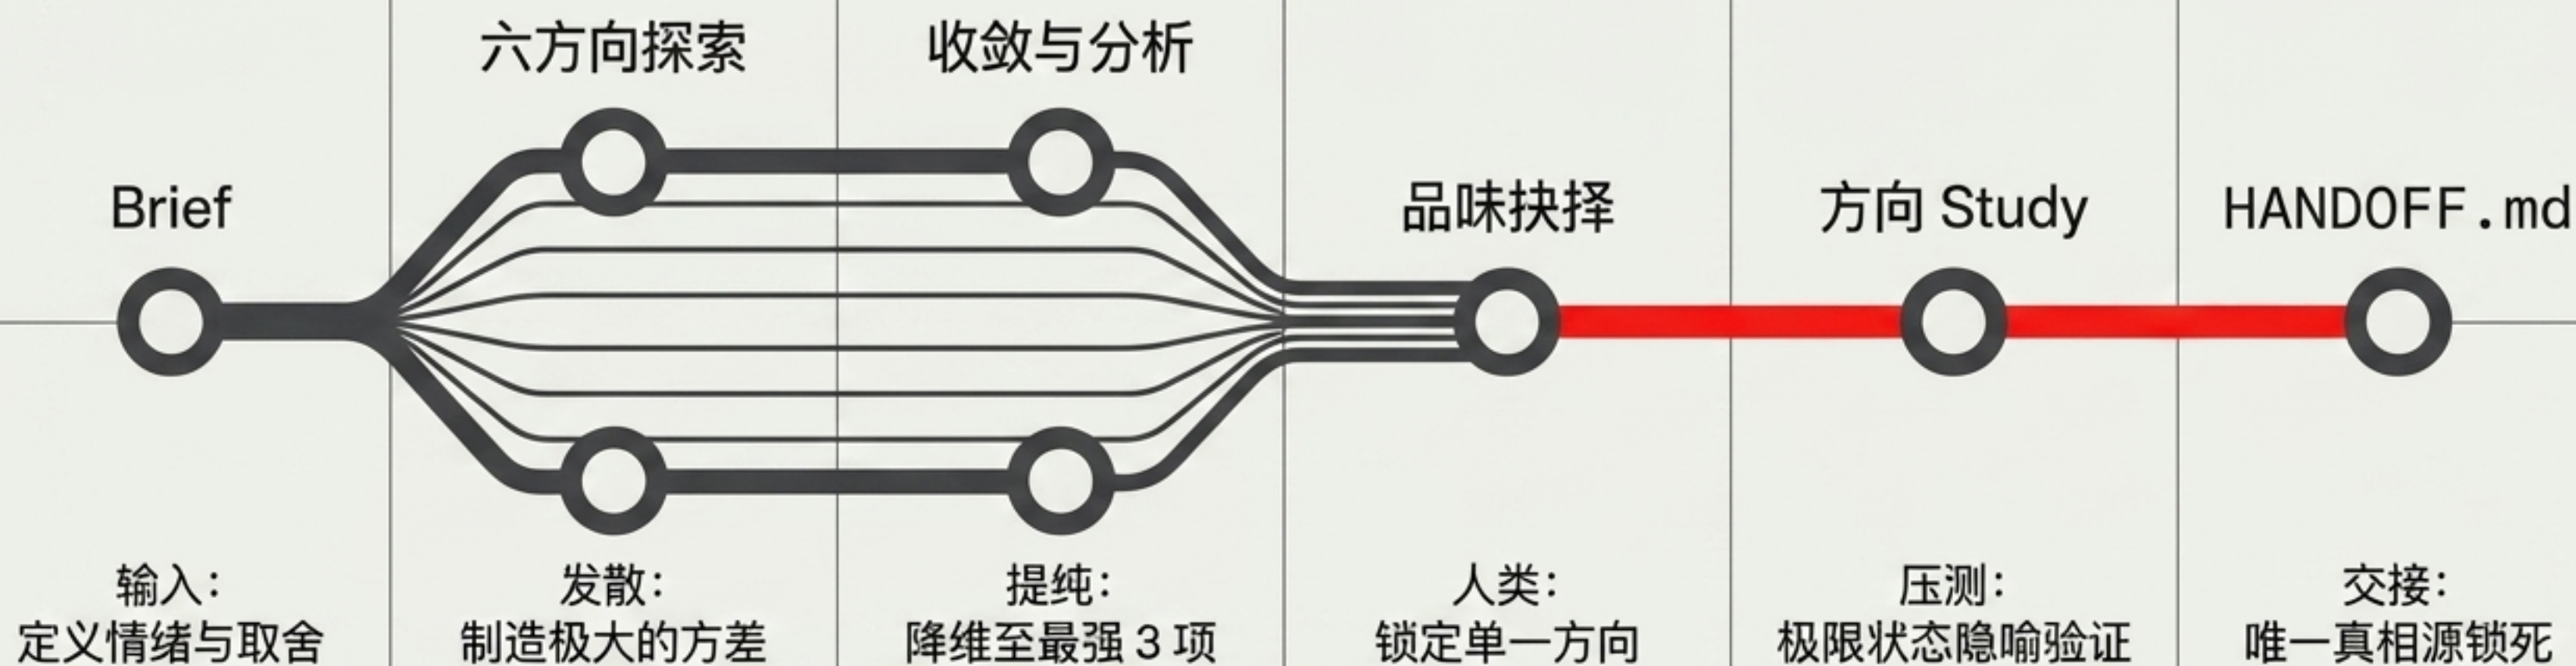 Brief
输入：
定义情绪与取舍
六方向探索
发散：
制造极大的方差
收敛与分析
提纯：
降维至最强 3 项
品味抉择
人类：
锁定单一方向
方向 Study
压测：
极限状态隐喻验证
HANDOFF.md
交接：
唯一真相源锁死